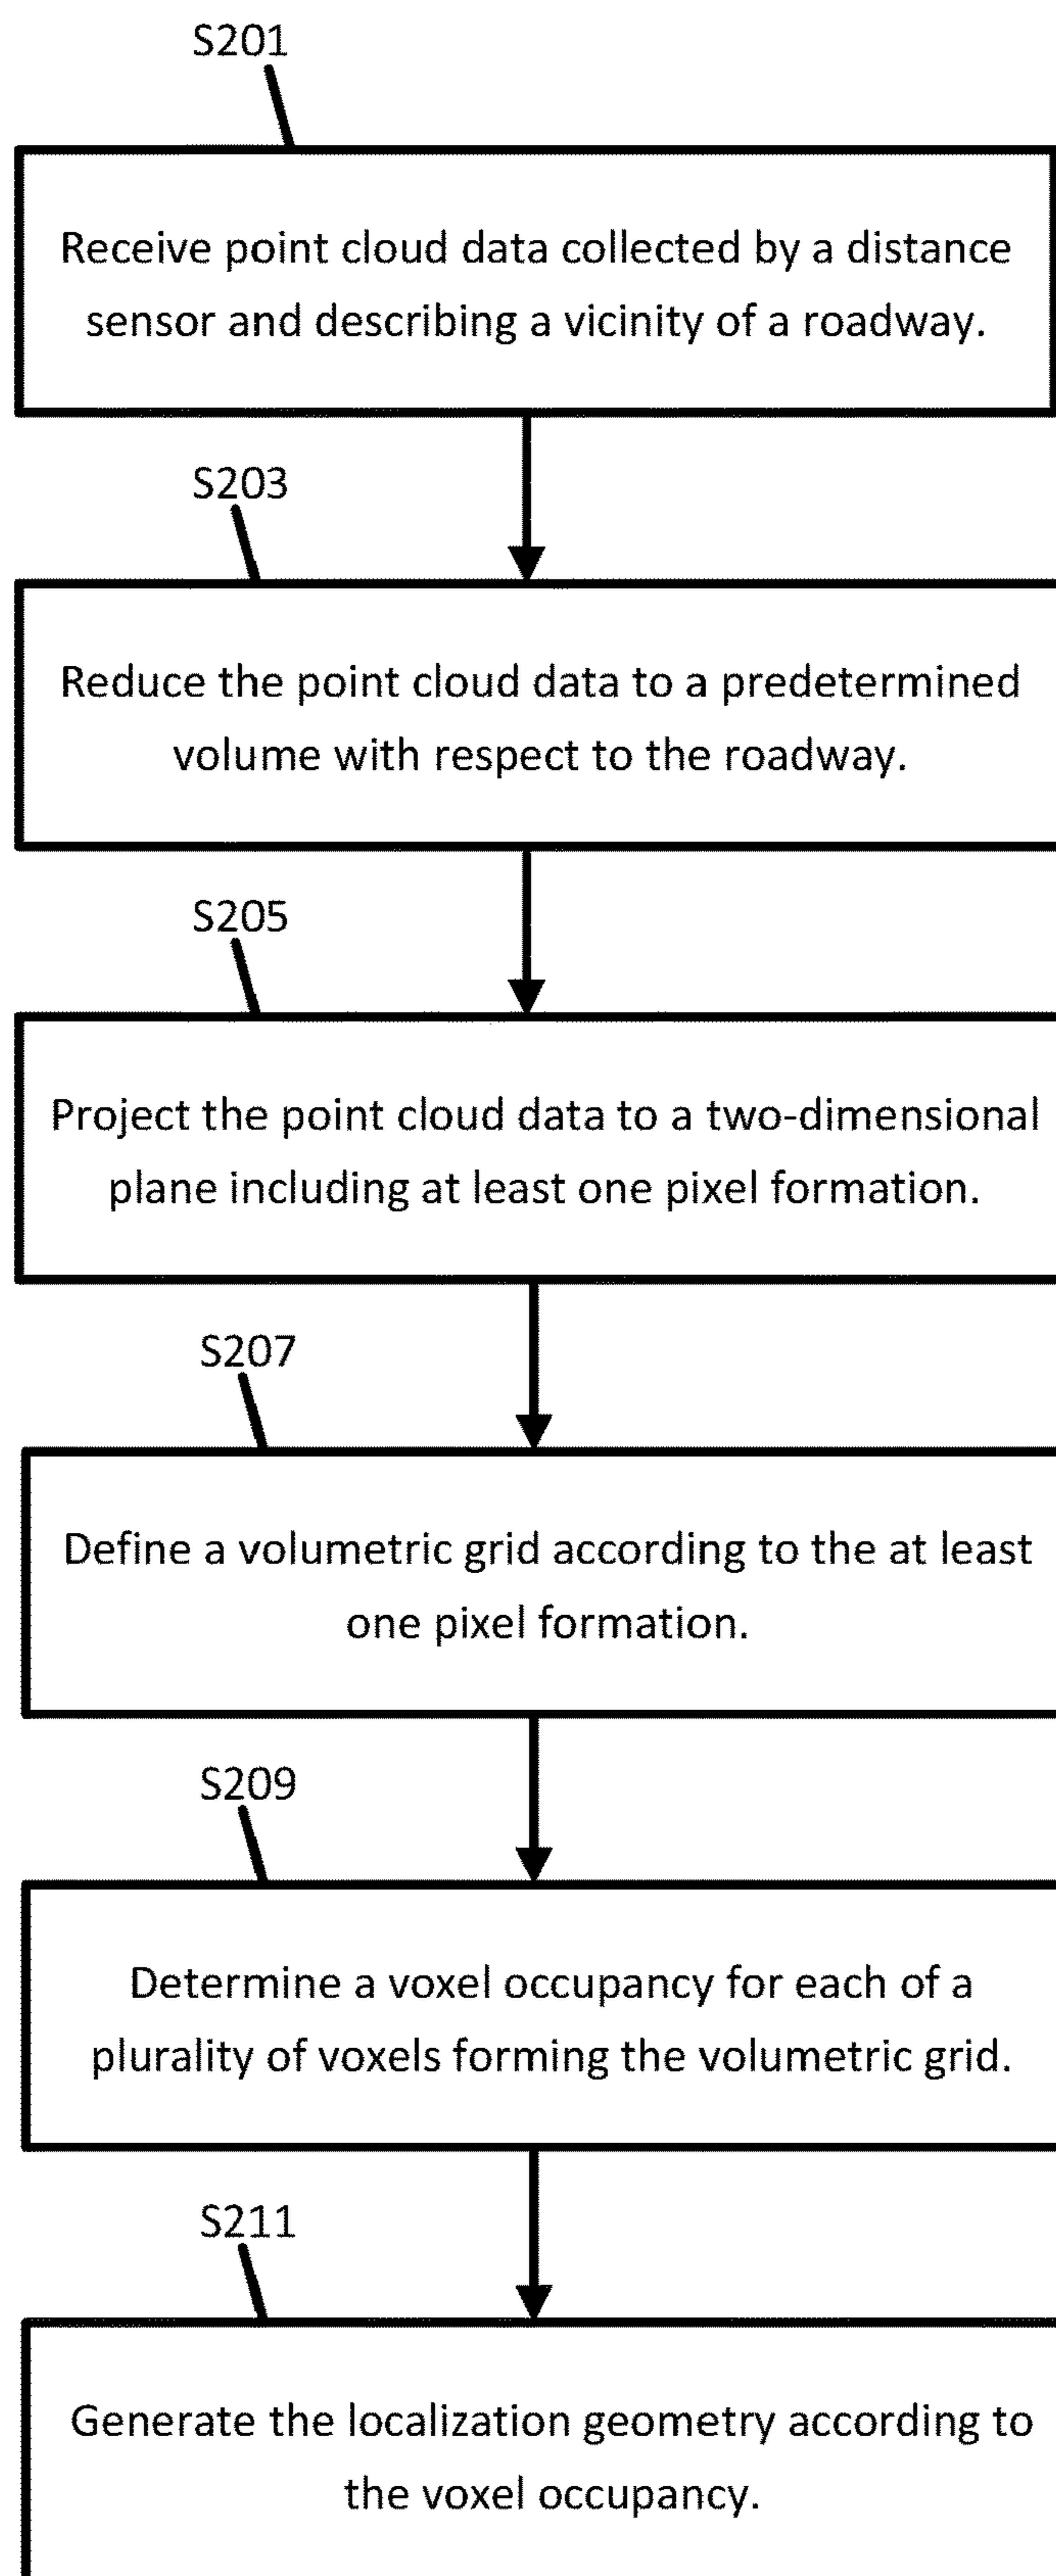 S201
Receive point cloud data collected by a distance
sensor and describing a vicinity of a roadway.
S203
Reduce the point cloud data to a predetermined
volume with respect to the roadway.
S205
Project the point cloud data to a two-dimensional
plane including at least one pixel formation.
S207
Define a volumetric grid according to the at least
one pixel formation.
S209
Determine a voxel occupancy for each of a
plurality of voxels forming the volumetric grid.
S211
Generate the localization geometry according to
the voxel occupancy.